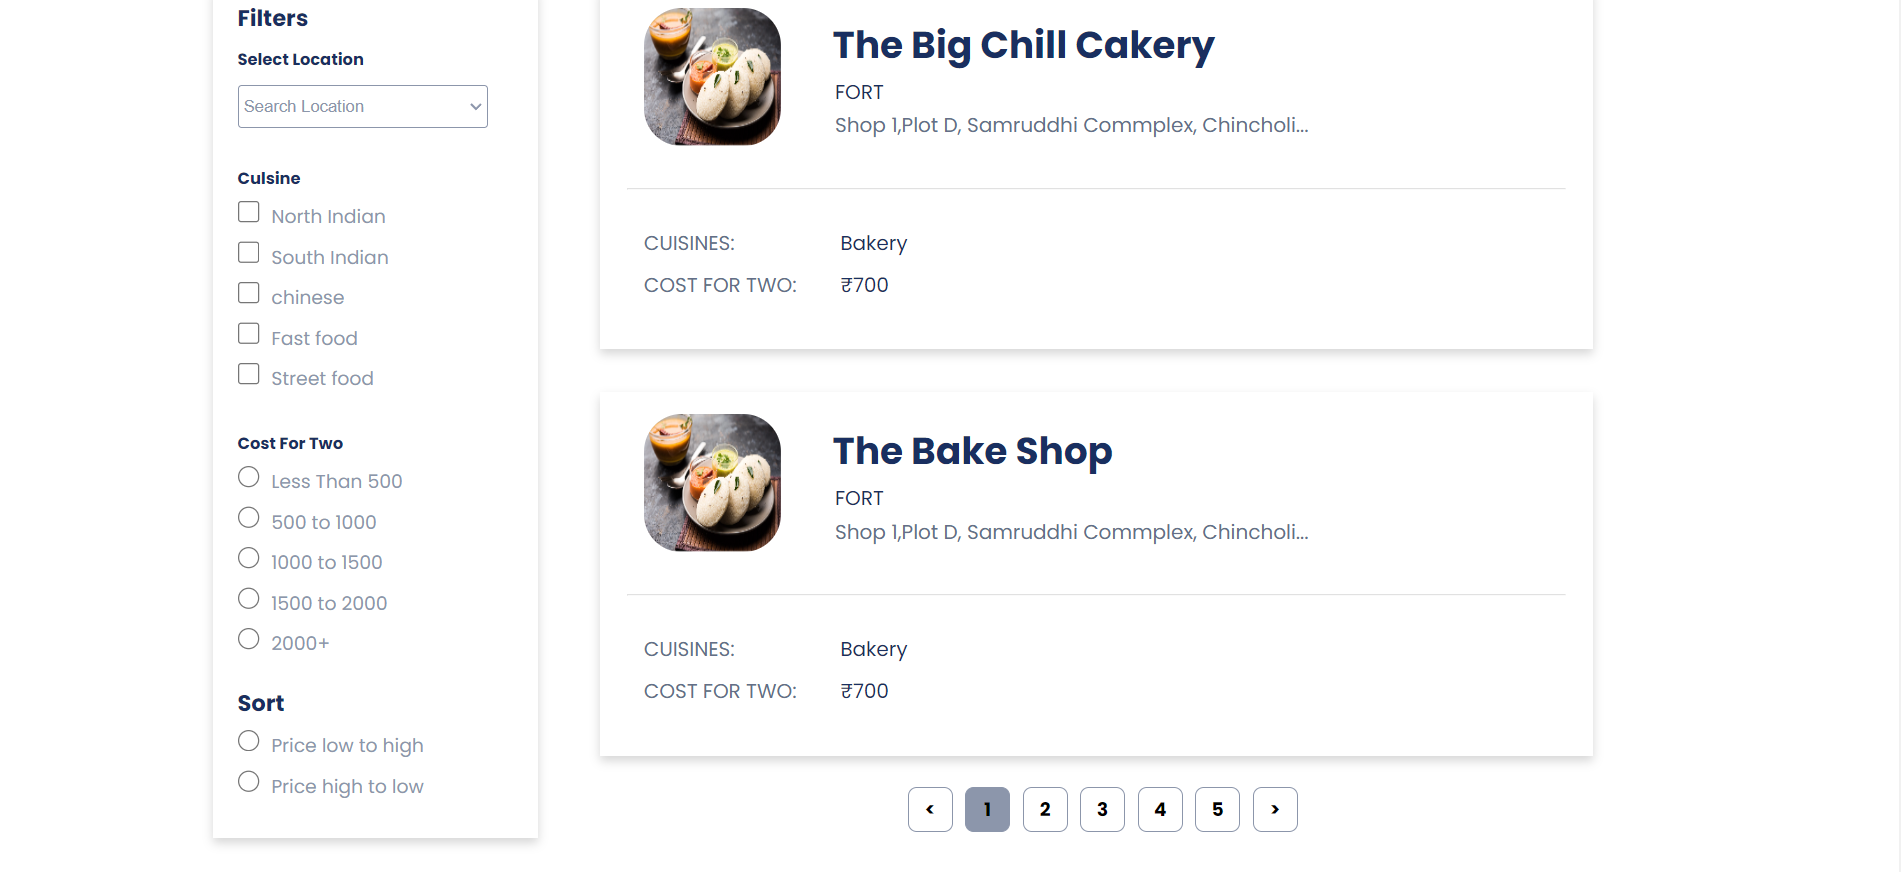 Filters
Select Location
Search Location
CuIsine
North Indian
South Indian
chinese
Fast food
Street food
Cost For Two
Less Than 500
500 to 1000
1000 to 1500
1500 to 2000
2000+
Sort
Price low to high
Price high to low
The Big Chill Cakery
FORT
Shop 1,Plot D, Samruddhi Commplex, Chincholi...
CUISINES: Bakery
COST FOR TWO: ₹700
The Bake Shop
FORT
Shop 1,Plot D, Samruddhi Commplex, Chincholi...
CUISINES: Bakery
COST FOR TWO: ₹700
< 1 2 3 4 5 >